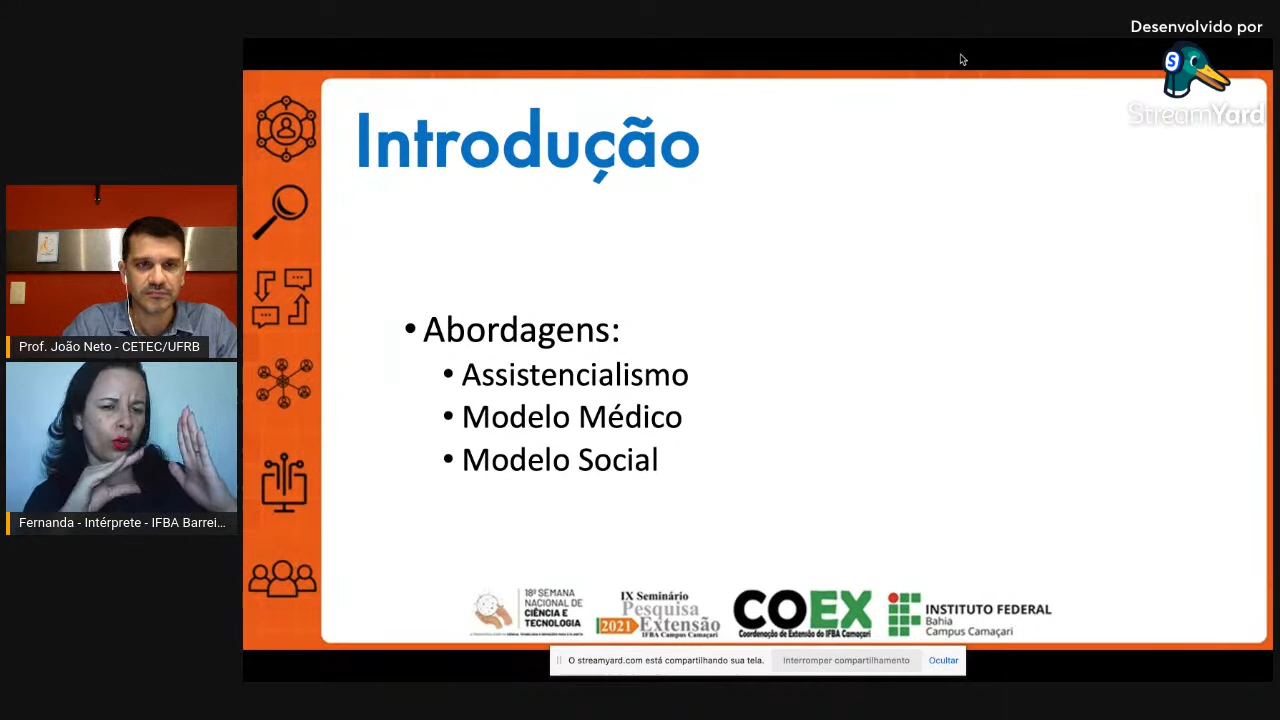 Desenvolvido por
StreamYard
Introdução
• Abordagens:
• Assistencialismo
• Modelo Médico
• Modelo Social
Prof. João Neto - CETEC/UFRB
Fernanda - Intérprete - IFBA Barrei...
18ª SEMANA
NACIONAL DE
CIÊNCIA E
TECNOLOGIA
IX Seminário
Pesquisa
2021 Extensão
IFBA Campus Camaçari
COEX
Coordenação de Extensão do IFBA Camaçari
INSTITUTO FEDERAL
Bahia
Campus Camaçari
O streamyard.com está compartilhando sua tela.
Interromper compartilhamento
Ocultar